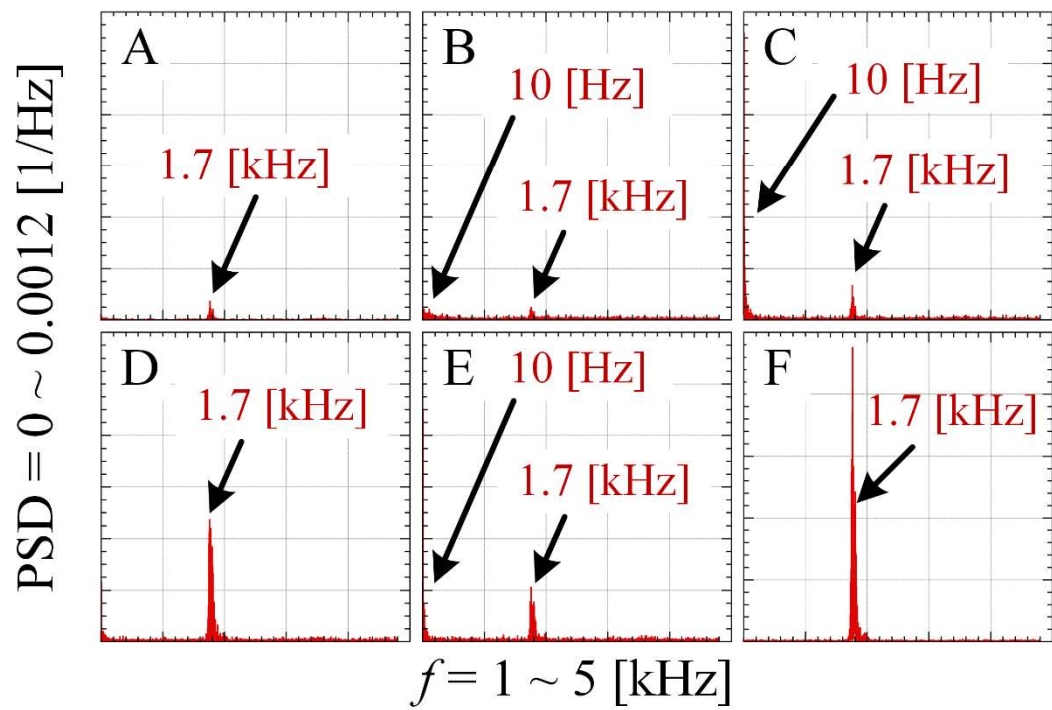 PSD = 0 ~ 0.0012 [1/Hz]
A
1.7 [kHz]
B
10 [Hz]
1.7 [kHz]
C
10 [Hz]
1.7 [kHz]
D
1.7 [kHz]
E
10 [Hz]
1.7 [kHz]
F
1.7 [kHz]
f = 1 ~ 5 [kHz]